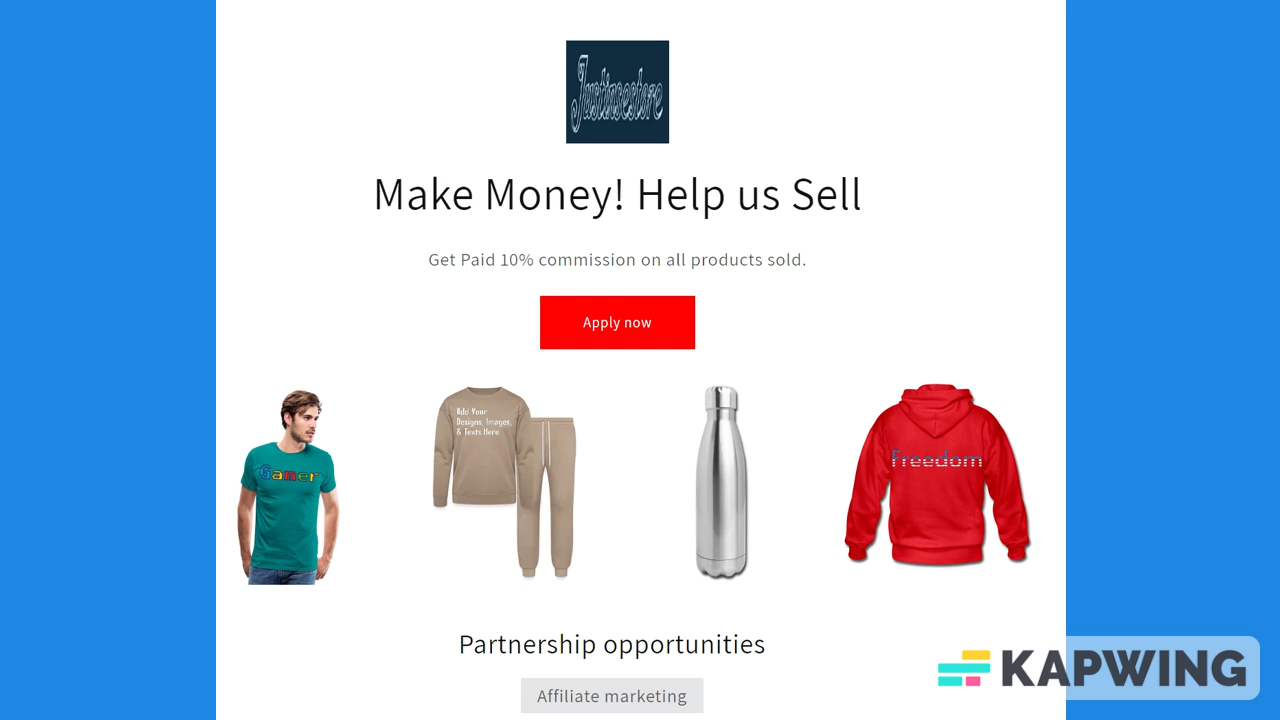 Justinsestore
Make Money! Help us Sell
Get Paid 10% commission on all products sold.
Apply now
Gamer
Add Your
Designs, Images,
& Texts Here
Freedom
Partnership opportunities
Affiliate marketing
KAPWING